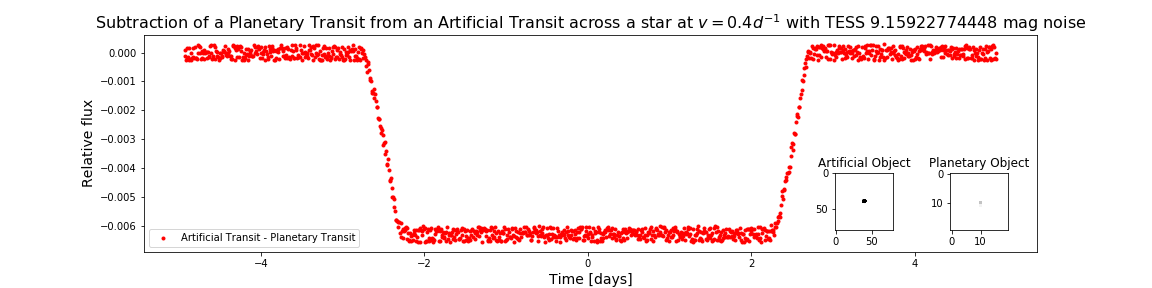 Subtraction of a Planetary Transit from an Artificial Transit across a star at v = 0.4d⁻¹ with TESS 9.15922774448 mag noise
Relative flux
0.000
−0.001
−0.002
−0.003
−0.004
−0.005
−0.006
Artificial Object
0
50
0 50
Planetary Object
0
10
0 10
Artificial Transit - Planetary Transit
−4 −2 0 2 4
Time [days]